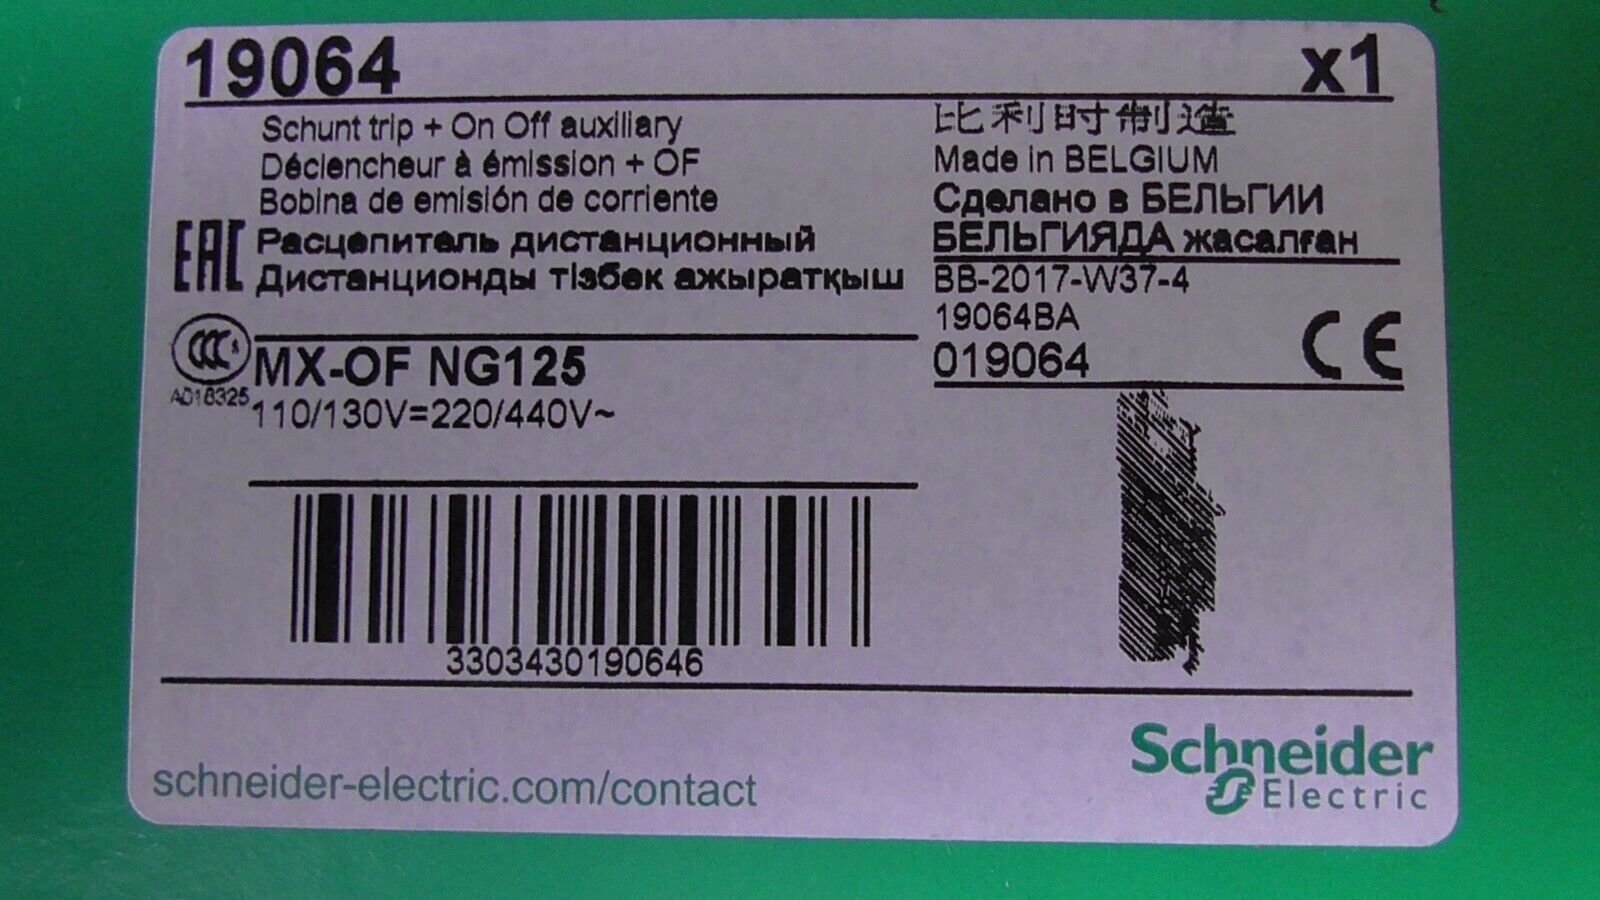 19064 x1
Schunt trip + On Off auxiliary
Déclencheur à émission + OF
Bobina de emisión de corriente
EAC Расцепитель дистанционный
Дистанционды тізбек ажыратқыш
比利时制造
Made in BELGIUM
Сделано в БЕЛЬГИИ
БЕЛЬГИЯДА жасалған
BB-2017-W37-4
19064BA
019064
CE
CCC S
A018325
MX-OF NG125
110/130V=220/440V~
3303430190646
schneider-electric.com/contact
Schneider
Electric